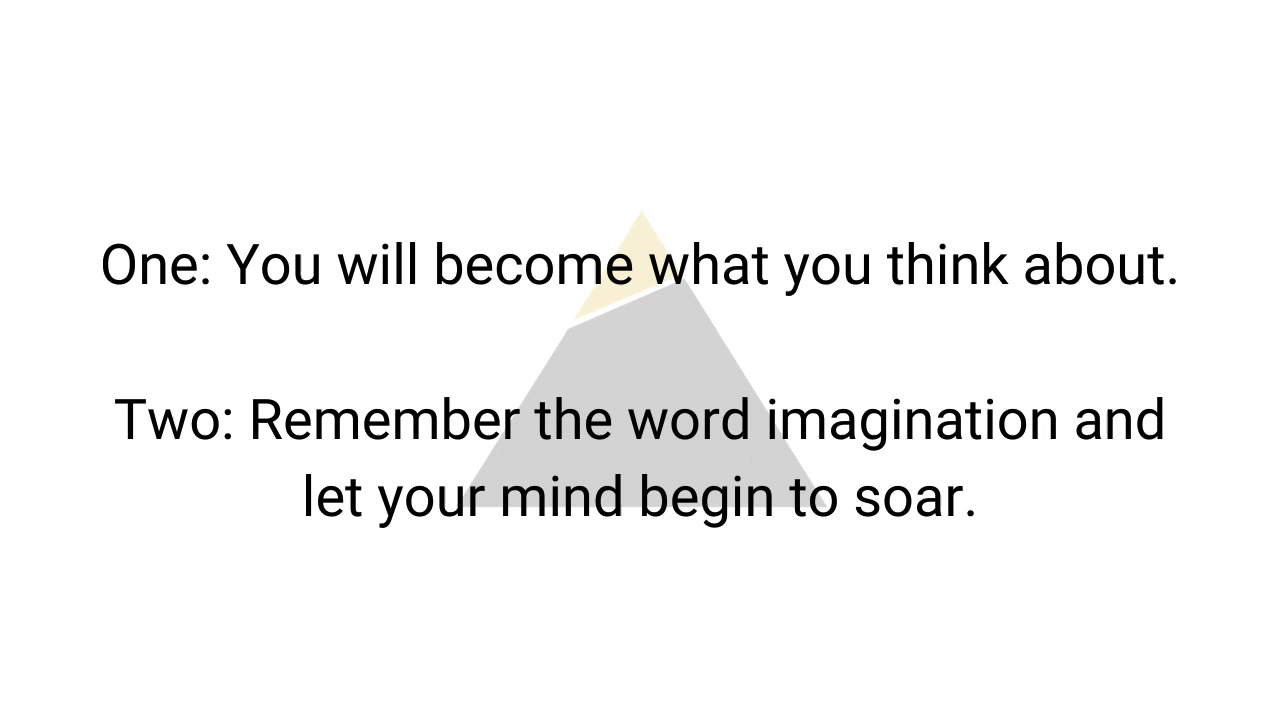 One: You will become what you think about.
Two: Remember the word imagination and
let your mind begin to soar.